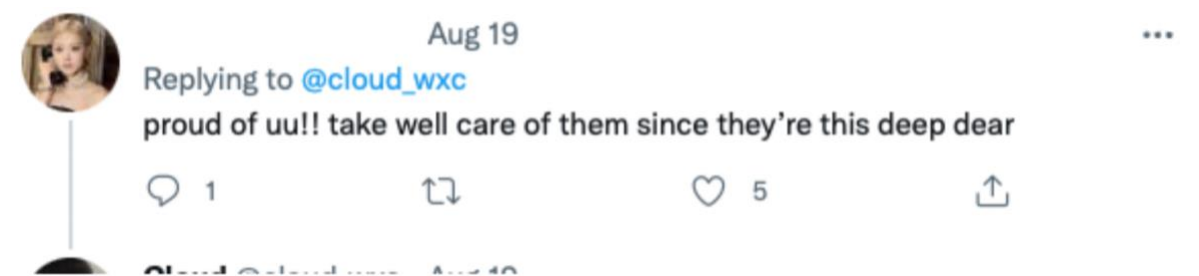 Aug 19
Replying to @cloud_wxc
proud of uu!! take well care of them since they're this deep dear
1 5